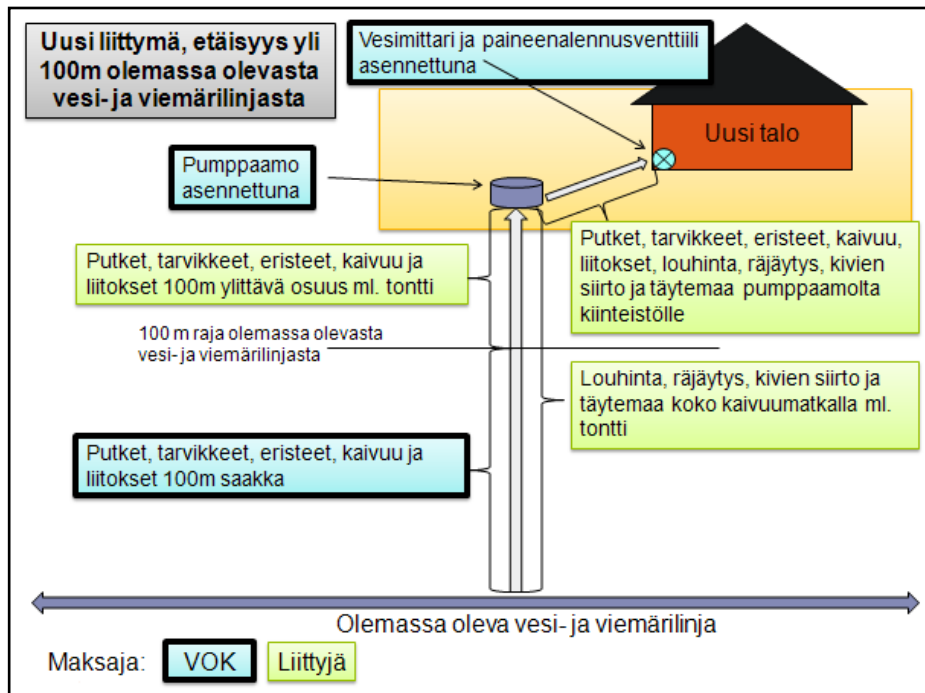 Uusi liittymä, etäisyys yli
100m olemassa olevasta
vesi- ja viemärilinjasta
Vesimittari ja paineenalennusventtiili
asennettuna
Uusi talo
Pumppaamo
asennettuna
Putket, tarvikkeet, eristeet, kaivuu ja
liitokset 100m ylittävä osuus ml. tontti
Putket, tarvikkeet, eristeet, kaivuu,
liitokset, louhinta, räjäytys, kivien
siirto ja täytemaa pumppaamolta
kiinteistölle
100 m raja olemassa olevasta
vesi- ja viemärilinjasta
Louhinta, räjäytys, kivien siirto ja
täytemaa koko kaivuumatkalla ml.
tontti
Putket, tarvikkeet, eristeet, kaivuu ja
liitokset 100m saakka
Olemassa oleva vesi- ja viemärilinja
Maksaja: VOK Liittyjä